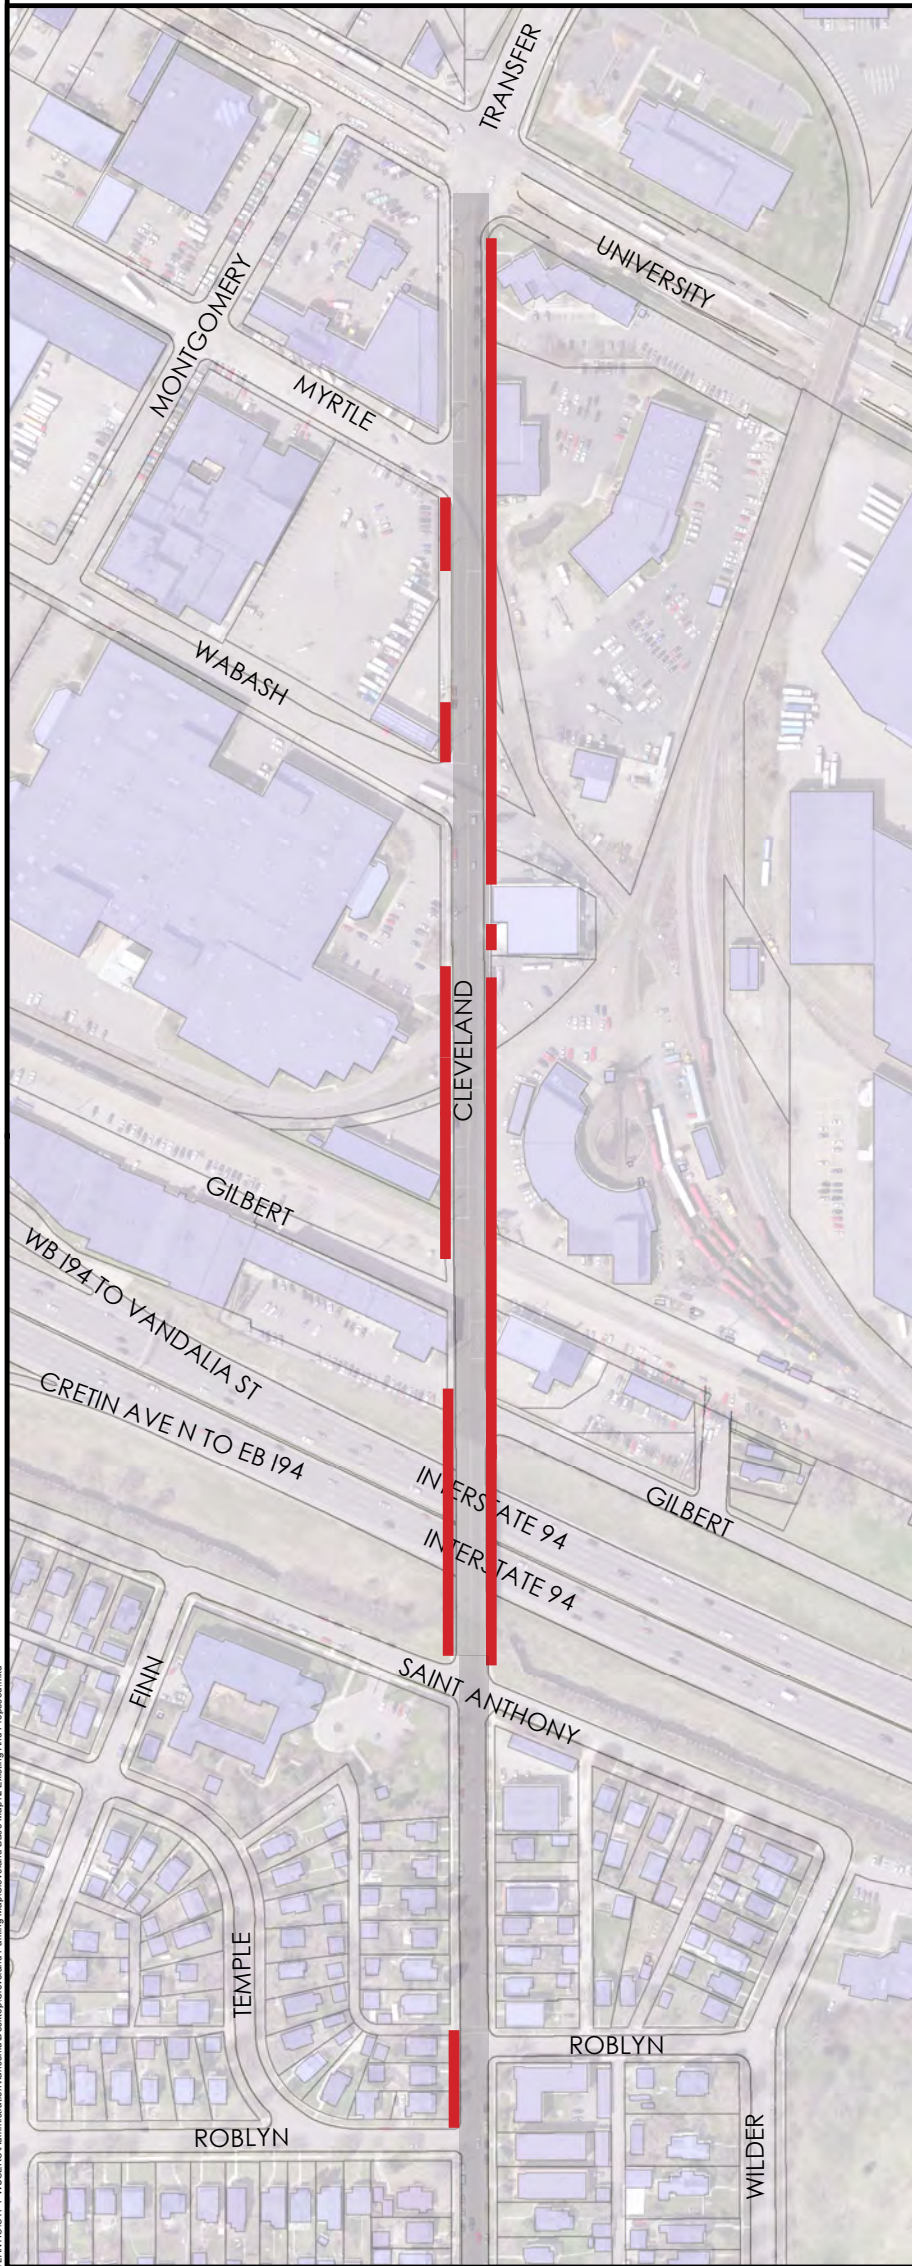 TRANSFER
UNIVERSITY
MONTGOMERY
MYRTLE
WABASH
CLEVELAND
GILBERT
WB I94 TO VANDALIA ST
CRETIN AVE N TO EB I94
INTERSTATE 94
GILBERT
INTERSTATE 94
FINN
SAINT ANTHONY
TEMPLE
ROBLYN
ROBLYN
WILDER